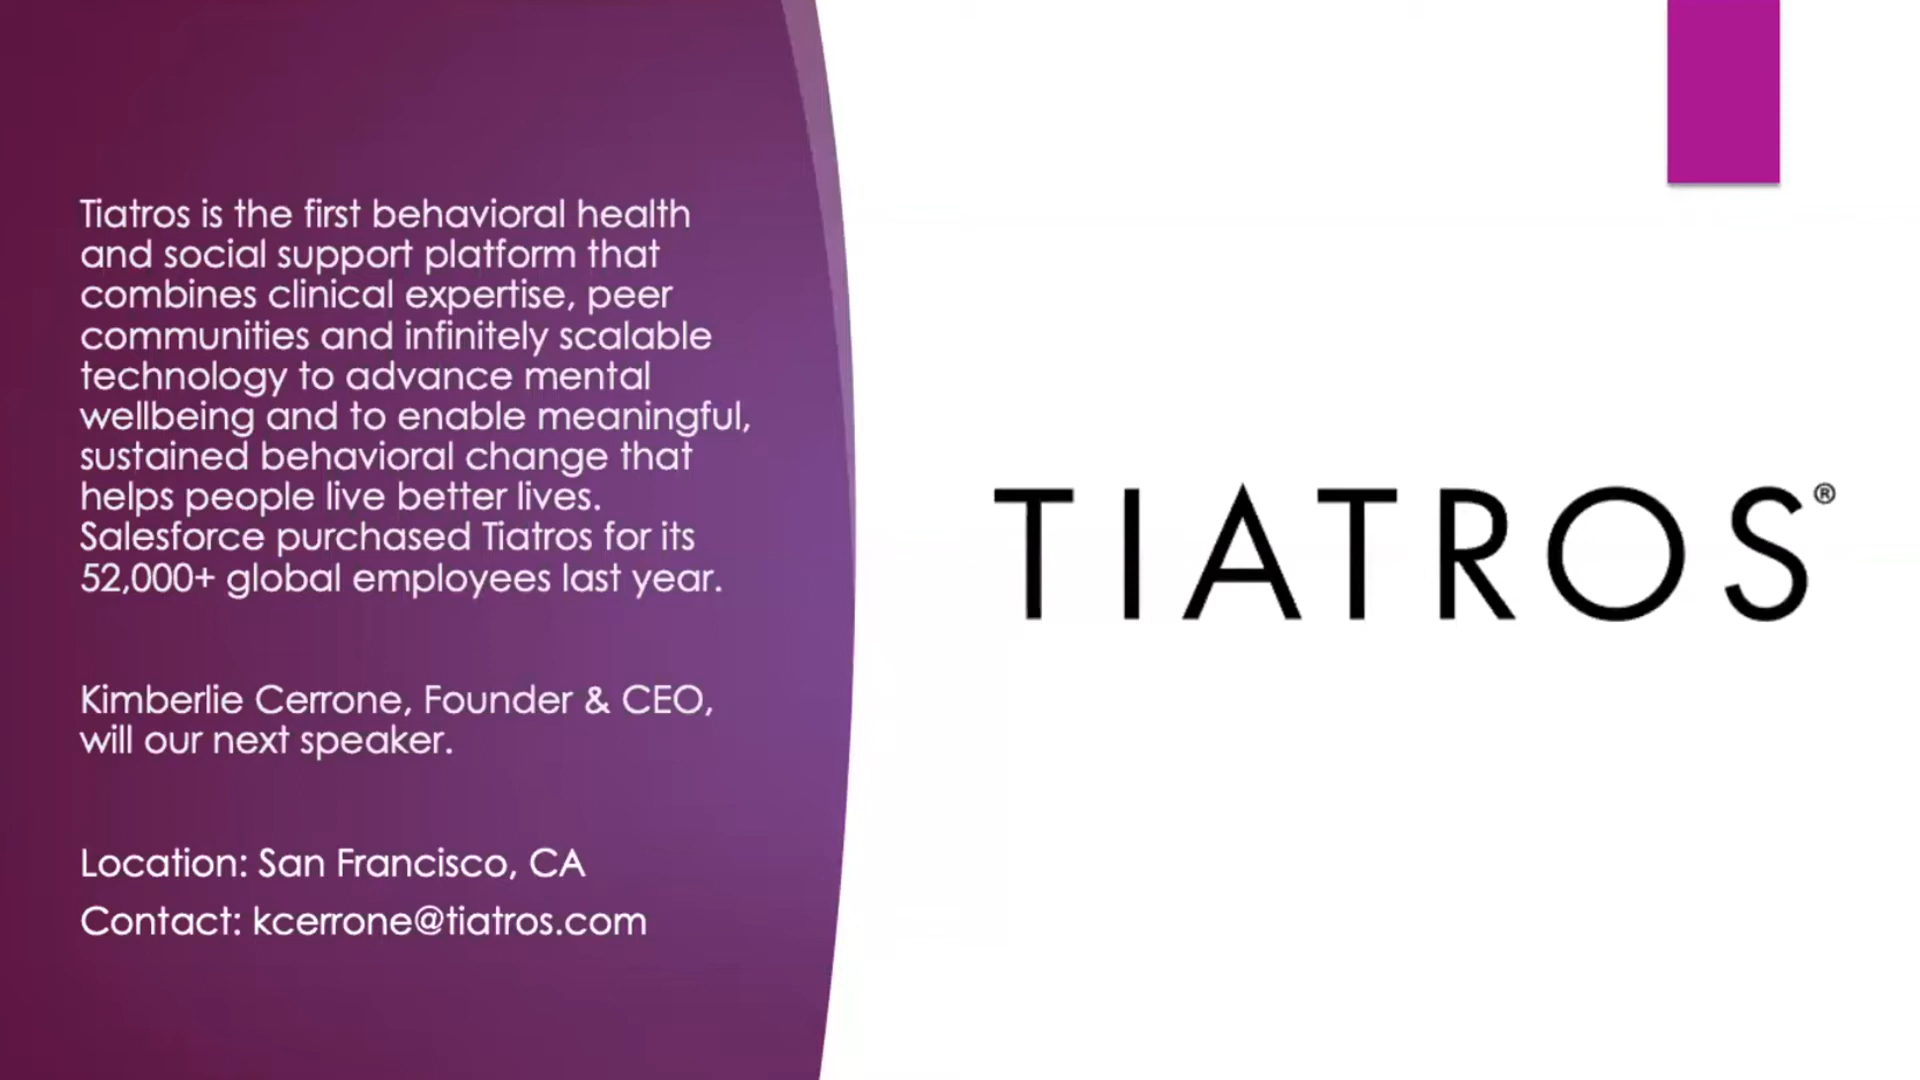 Tiatros is the first behavioral health
and social support platform that
combines clinical expertise, peer
communities and infinitely scalable
technology to advance mental
wellbeing and to enable meaningful,
sustained behavioral change that
helps people live better lives.
Salesforce purchased Tiatros for its
52,000+ global employees last year.
Kimberlie Cerrone, Founder & CEO,
will our next speaker.
Location: San Francisco, CA
Contact: kcerrone@tiatros.com
TIATROS®